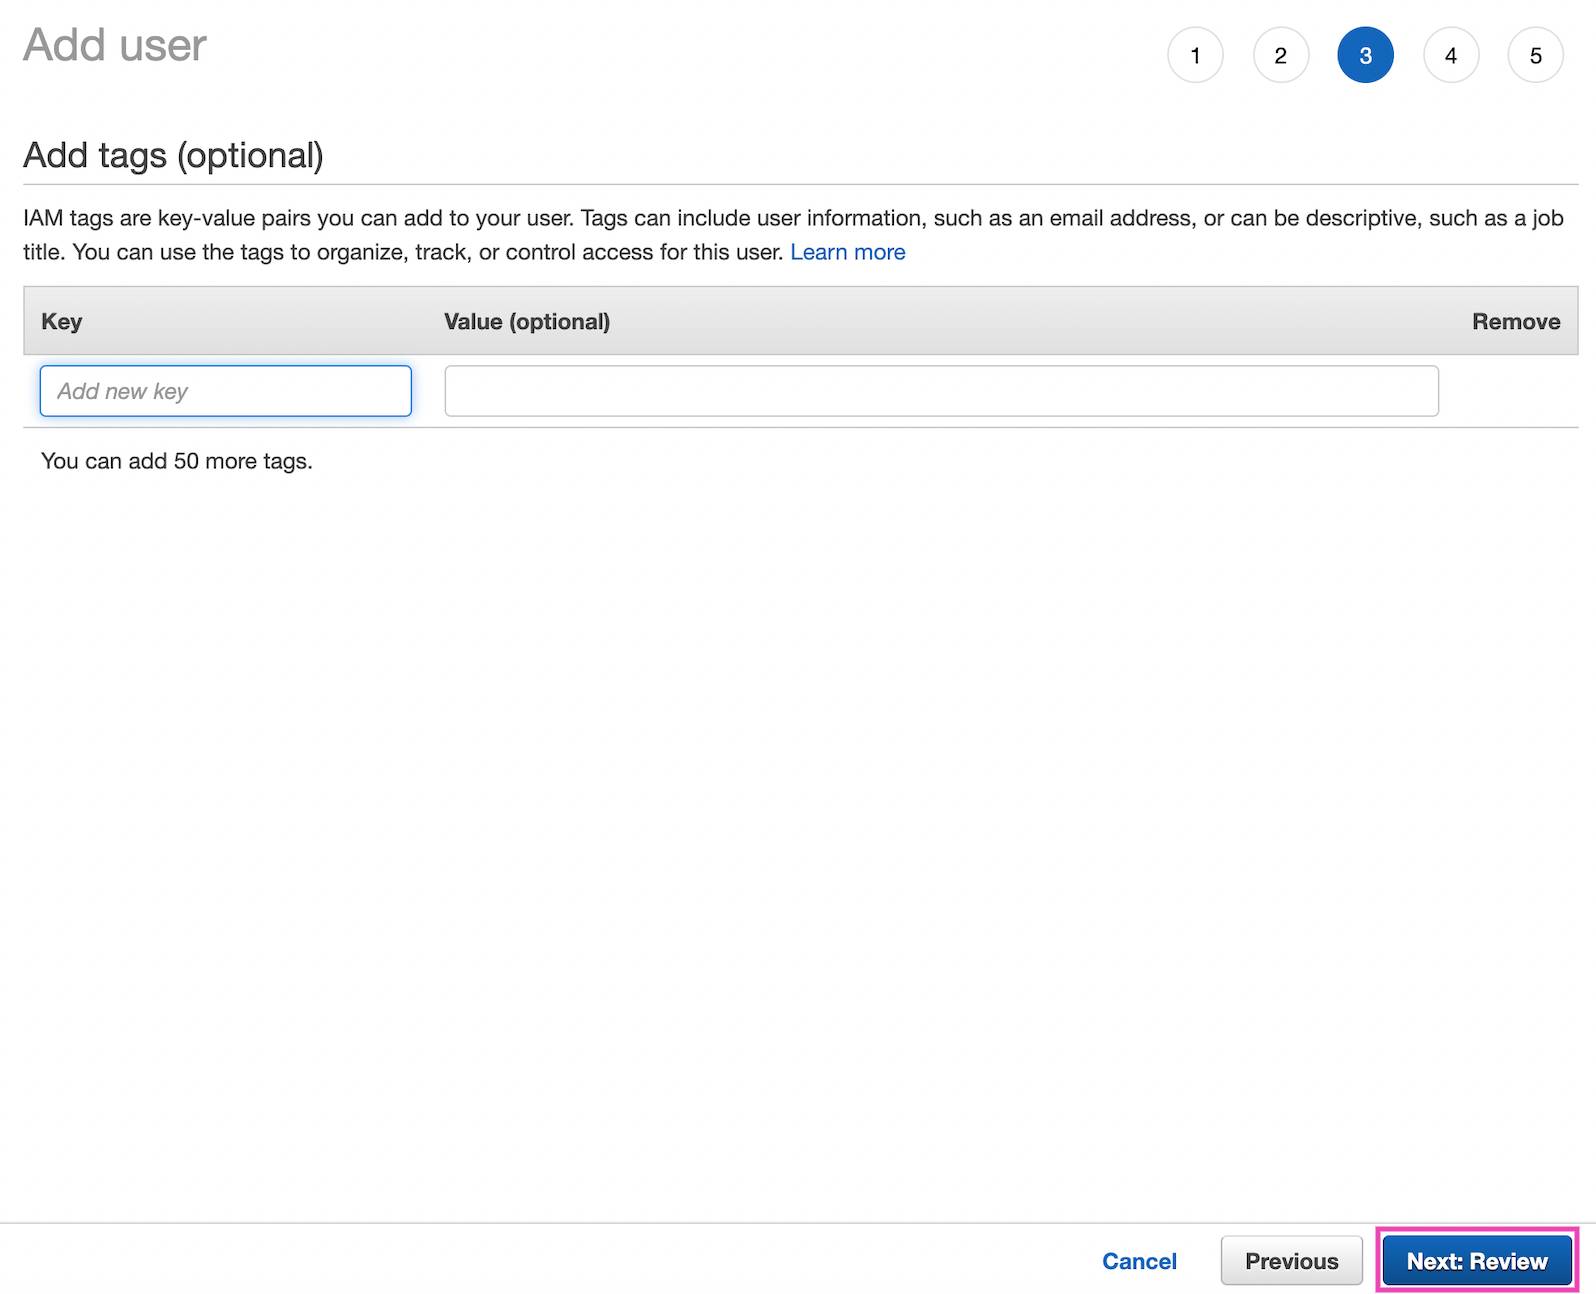 Add user
1 2 3 4 5
Add tags (optional)
IAM tags are key-value pairs you can add to your user. Tags can include user information, such as an email address, or can be descriptive, such as a job
title. You can use the tags to organize, track, or control access for this user. Learn more
Key Value (optional) Remove
Add new key
You can add 50 more tags.
Cancel Previous Next: Review